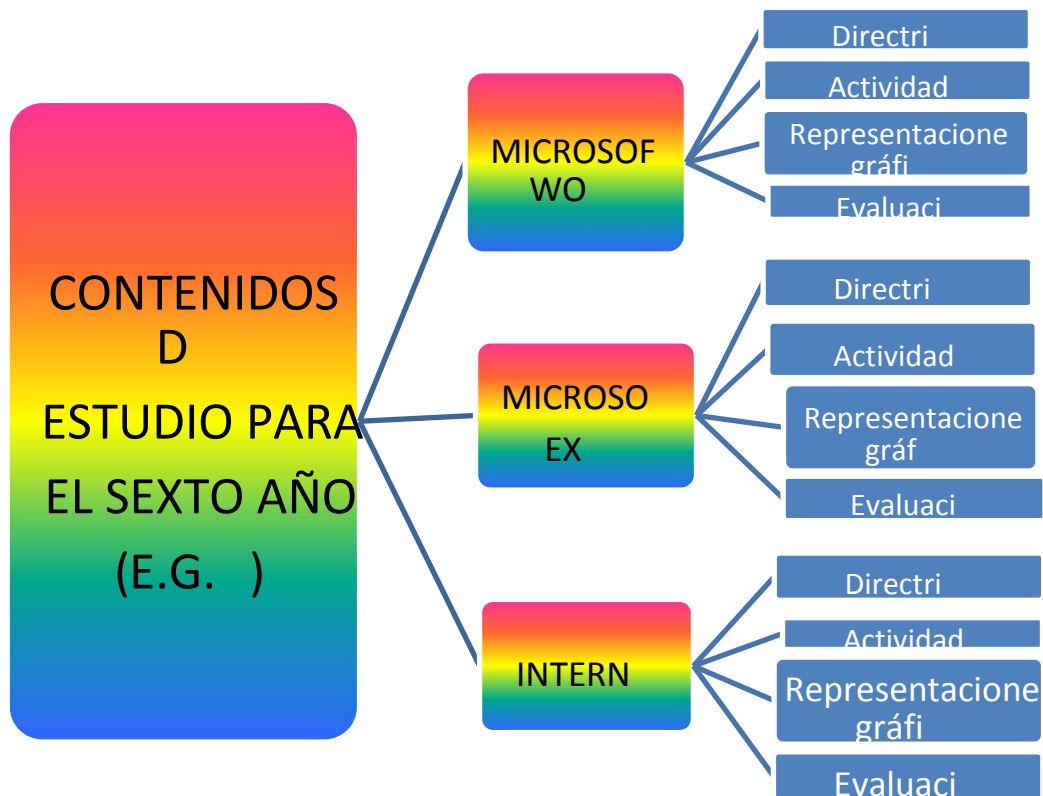 CONTENIDOS
D
ESTUDIO PARA
EL SEXTO AÑO
(E.G. )
MICROSOF
WO
Directri
Actividad
Representacione
gráfi
Evaluaci
MICROSO
EX
Directri
Actividad
Representacione
gráf
Evaluaci
INTERN
Directri
Actividad
Representacione
gráfi
Evaluaci